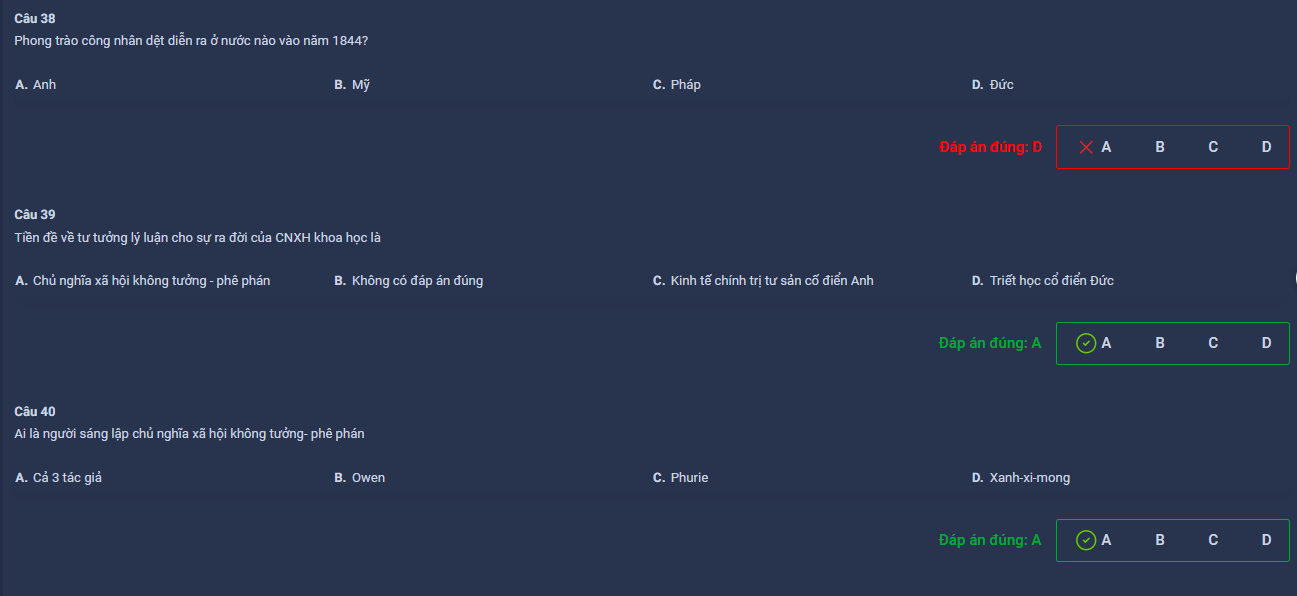 Câu 38
Phong trào công nhân dệt diễn ra ở nước nào vào năm 1844?
A. Anh B. Mỹ C. Pháp D. Đức
Đáp án đúng: D A B C D
Câu 39
Tiền đề về tư tưởng lý luận cho sự ra đời của CNXH khoa học là
A. Chủ nghĩa xã hội không tưởng - phê phán B. Không có đáp án đúng C. Kinh tế chính trị tư sản cổ điển Anh D. Triết học cổ điển Đức
Đáp án đúng: A A B C D
Câu 40
Ai là người sáng lập chủ nghĩa xã hội không tưởng- phê phán
A. Cả 3 tác giả B. Owen C. Phurie D. Xanh-xi-mong
Đáp án đúng: A A B C D